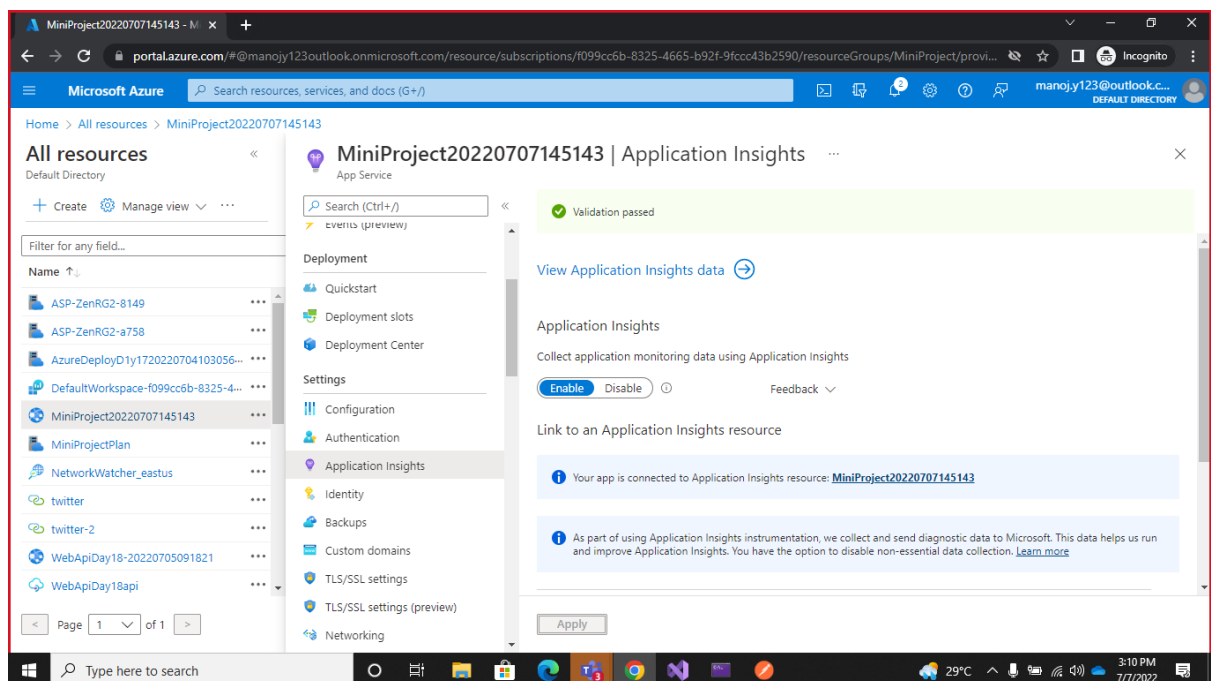 MiniProject20220707145143 - M
portal.azure.com/#@manojy123outlook.onmicrosoft.com/resource/subscriptions/f099cc6b-8325-4665-b92f-9fccc43b2590/resourceGroups/MiniProject/provi...
Incognito
Microsoft Azure
Search resources, services, and docs (G+/)
2
manoj.y123@outlook.c...
DEFAULT DIRECTORY
Home > All resources > MiniProject20220707145143
All resources
Default Directory
+ Create Manage view ...
Filter for any field...
Name ↑↓
ASP-ZenRG2-8149 ...
ASP-ZenRG2-a758 ...
AzureDeployD1y1720220704103056... ...
DefaultWorkspace-f099cc6b-8325-4... ...
MiniProject20220707145143 ...
MiniProjectPlan ...
NetworkWatcher_eastus ...
twitter ...
twitter-2 ...
WebApiDay18-20220705091821 ...
WebApiDay18api ...
< Page 1 of 1 >
MiniProject20220707145143 | Application Insights ...
App Service
Search (Ctrl+/)
Events (preview)
Deployment
Quickstart
Deployment slots
Deployment Center
Settings
Configuration
Authentication
Application Insights
Identity
Backups
Custom domains
TLS/SSL settings
TLS/SSL settings (preview)
Networking
Validation passed
View Application Insights data
Application Insights
Collect application monitoring data using Application Insights
Enable Disable Feedback
Link to an Application Insights resource
Your app is connected to Application Insights resource: MiniProject20220707145143
As part of using Application Insights instrumentation, we collect and send diagnostic data to Microsoft. This data helps us run
and improve Application Insights. You have the option to disable non-essential data collection. Learn more
Apply
Type here to search
3
29°C
3:10 PM
7/7/2022